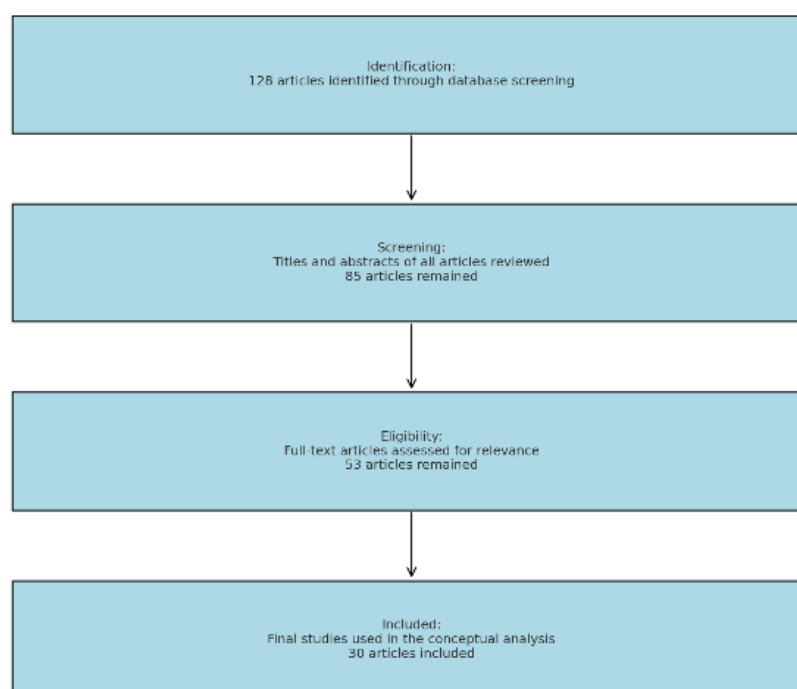 Identification:
128 articles identified through database screening
Screening:
Titles and abstracts of all articles reviewed
85 articles remained
Eligibility:
Full-text articles assessed for relevance
53 articles remained
Included:
Final studies used in the conceptual analysis
30 articles included